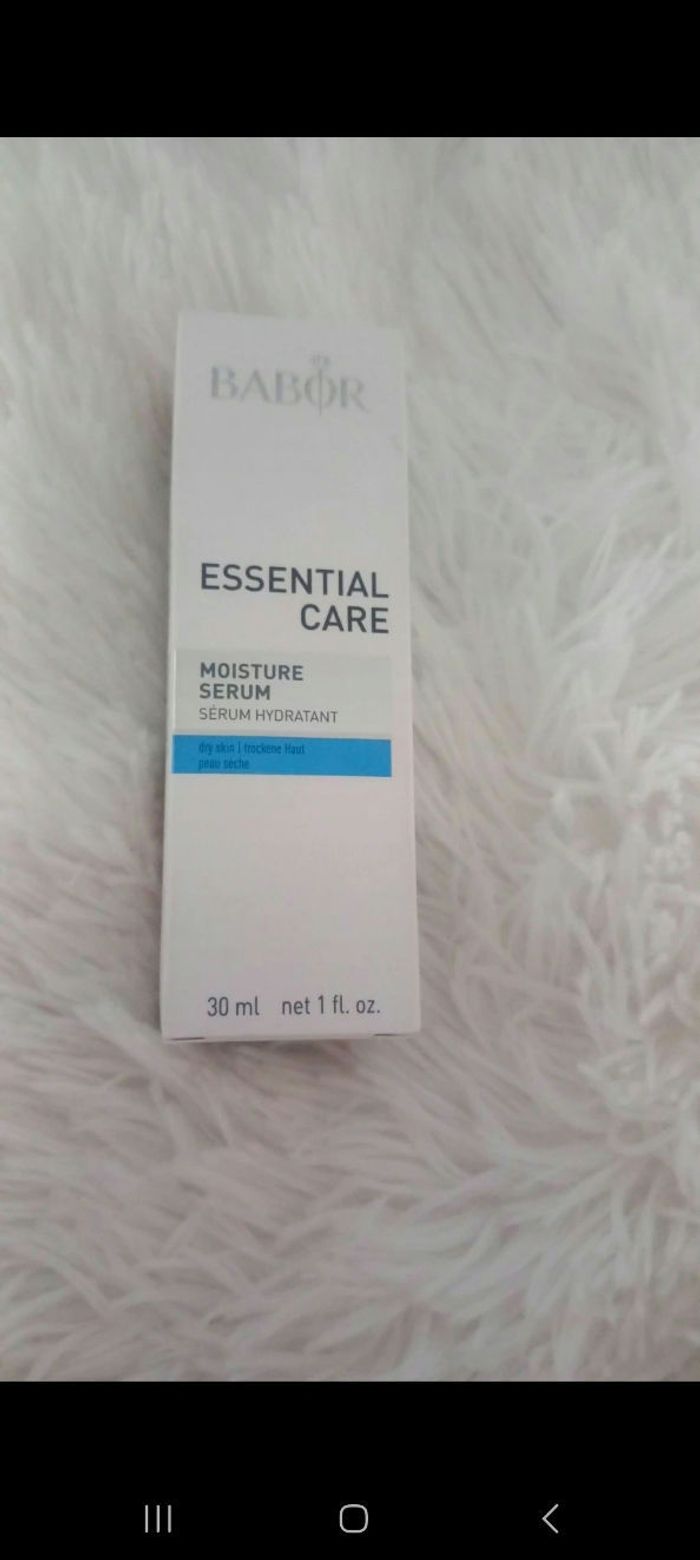 BABOR
ESSENTIAL
CARE
MOISTURE
SERUM
SÉRUM HYDRATANT
dry skin | trockene Haut
peau sèche
30 ml net 1 fl. oz.